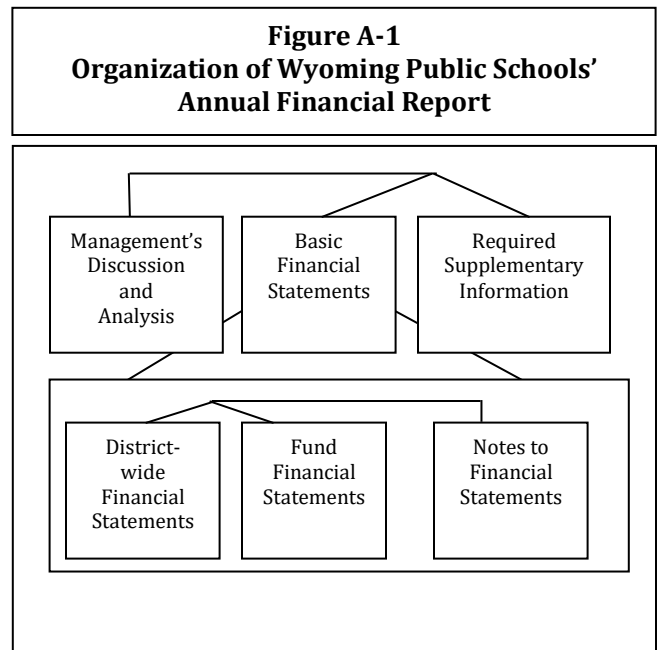 Figure A-1
Organization of Wyoming Public Schools’
Annual Financial Report
Management’s
Discussion
and
Analysis
Basic
Financial
Statements
Required
Supplementary
Information
District-
wide
Financial
Statements
Fund
Financial
Statements
Notes to
Financial
Statements